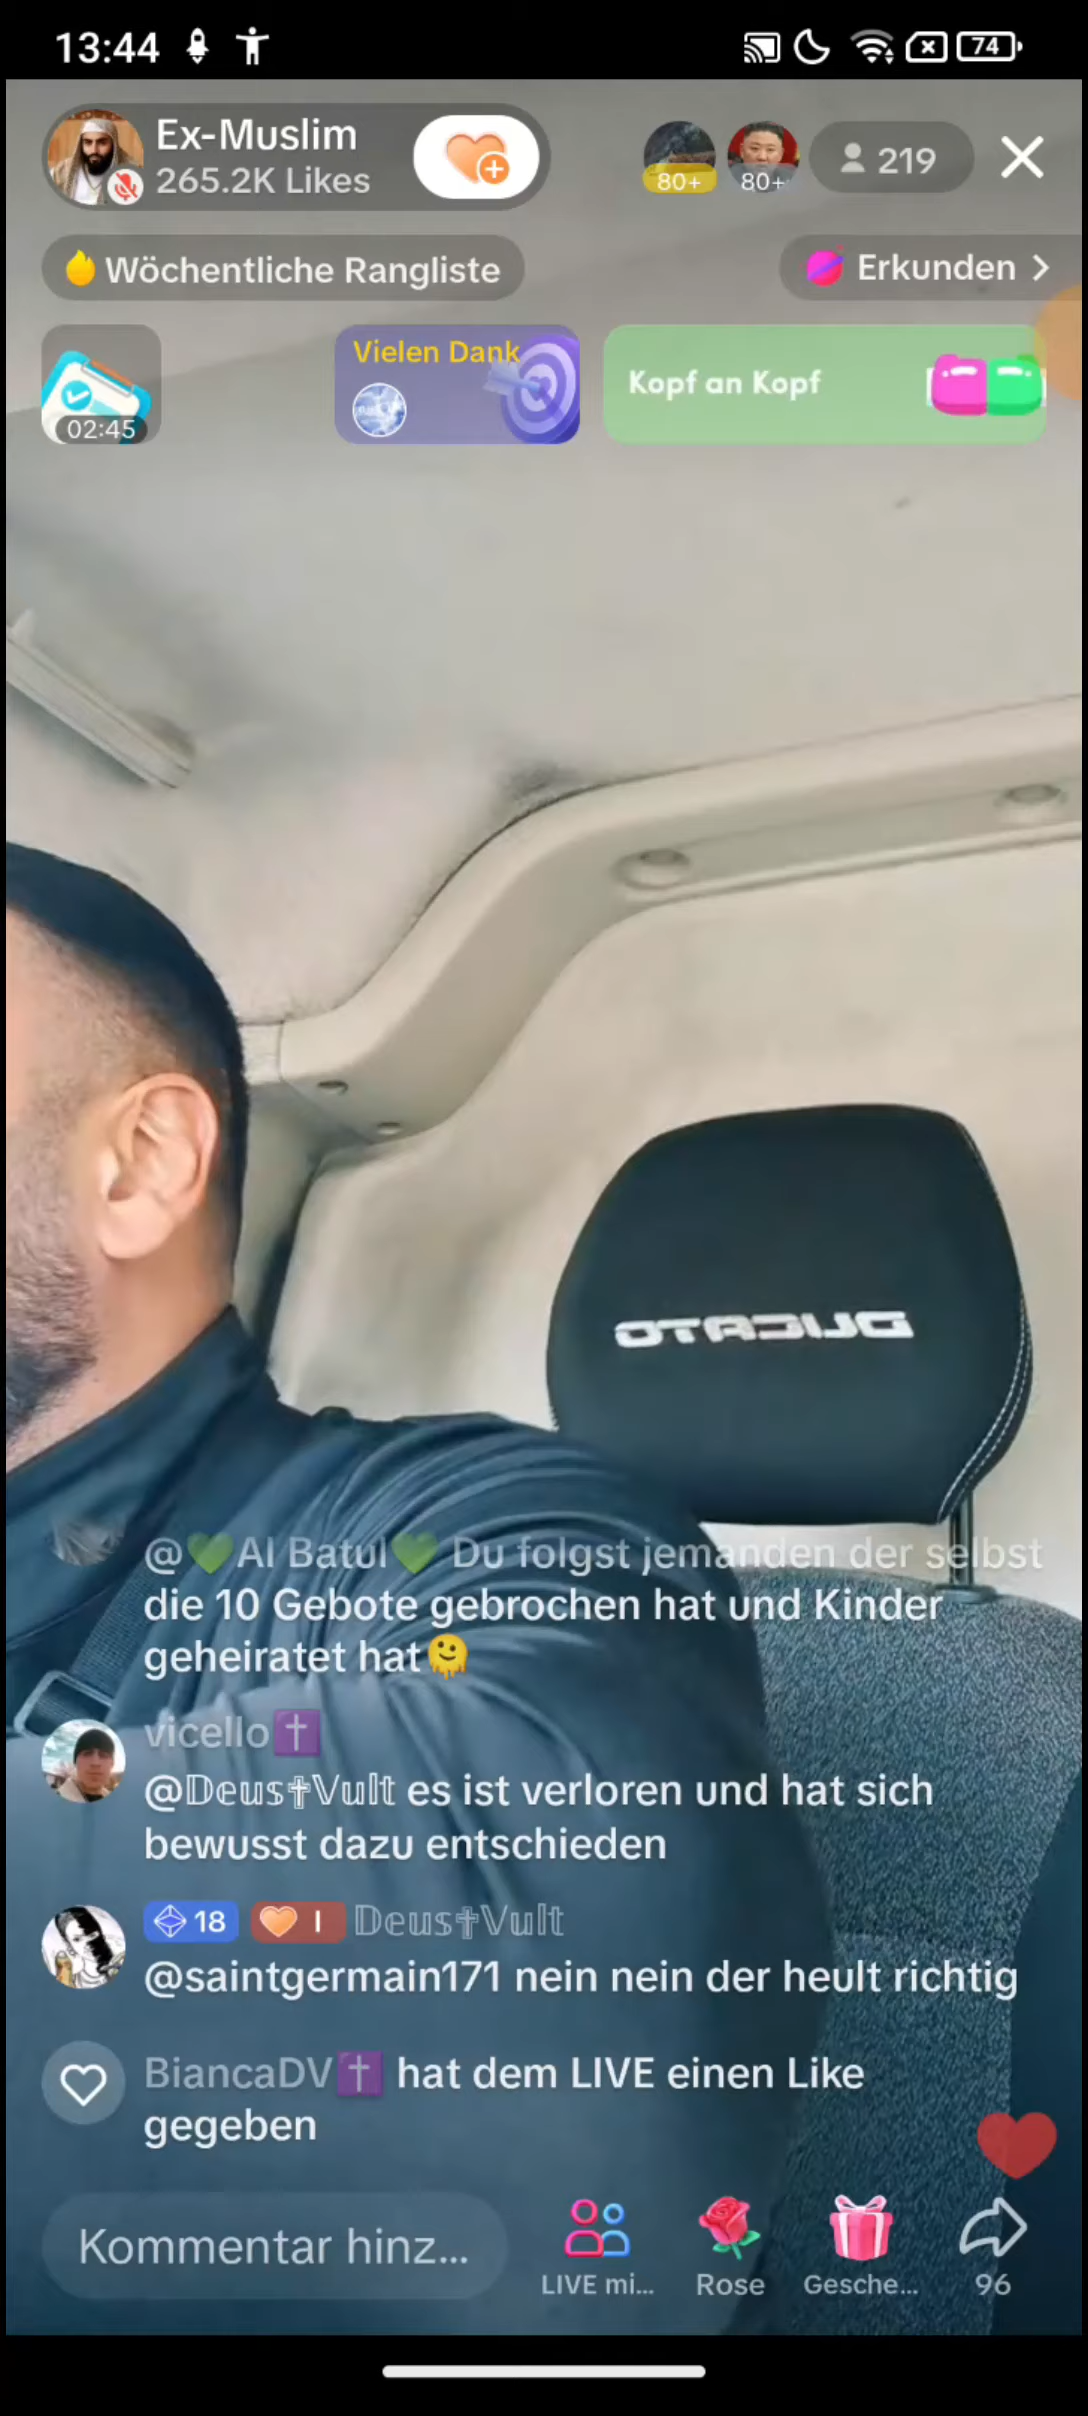 13:44
74
Ex-Muslim
265.2K Likes
80+
80+
219
Wöchentliche Rangliste
Erkunden >
02:45
Vielen Dank
Kopf an Kopf
DUCATO
@💚Al Batul💚 Du folgst jemanden der selbst
die 10 Gebote gebrochen hat und Kinder
geheiratet hat🫠
vicello✝️
@𝔻𝕖𝕦𝕤✟𝕍𝕦𝕝𝕥 es ist verloren und hat sich
bewusst dazu entschieden
18 I 𝔻𝕖𝕦𝕤✟𝕍𝕦𝕝𝕥
@saintgermain171 nein nein der heult richtig
BiancaDV✝️ hat dem LIVE einen Like
gegeben
Kommentar hinz...
LIVE mi...
Rose
Gesche...
96